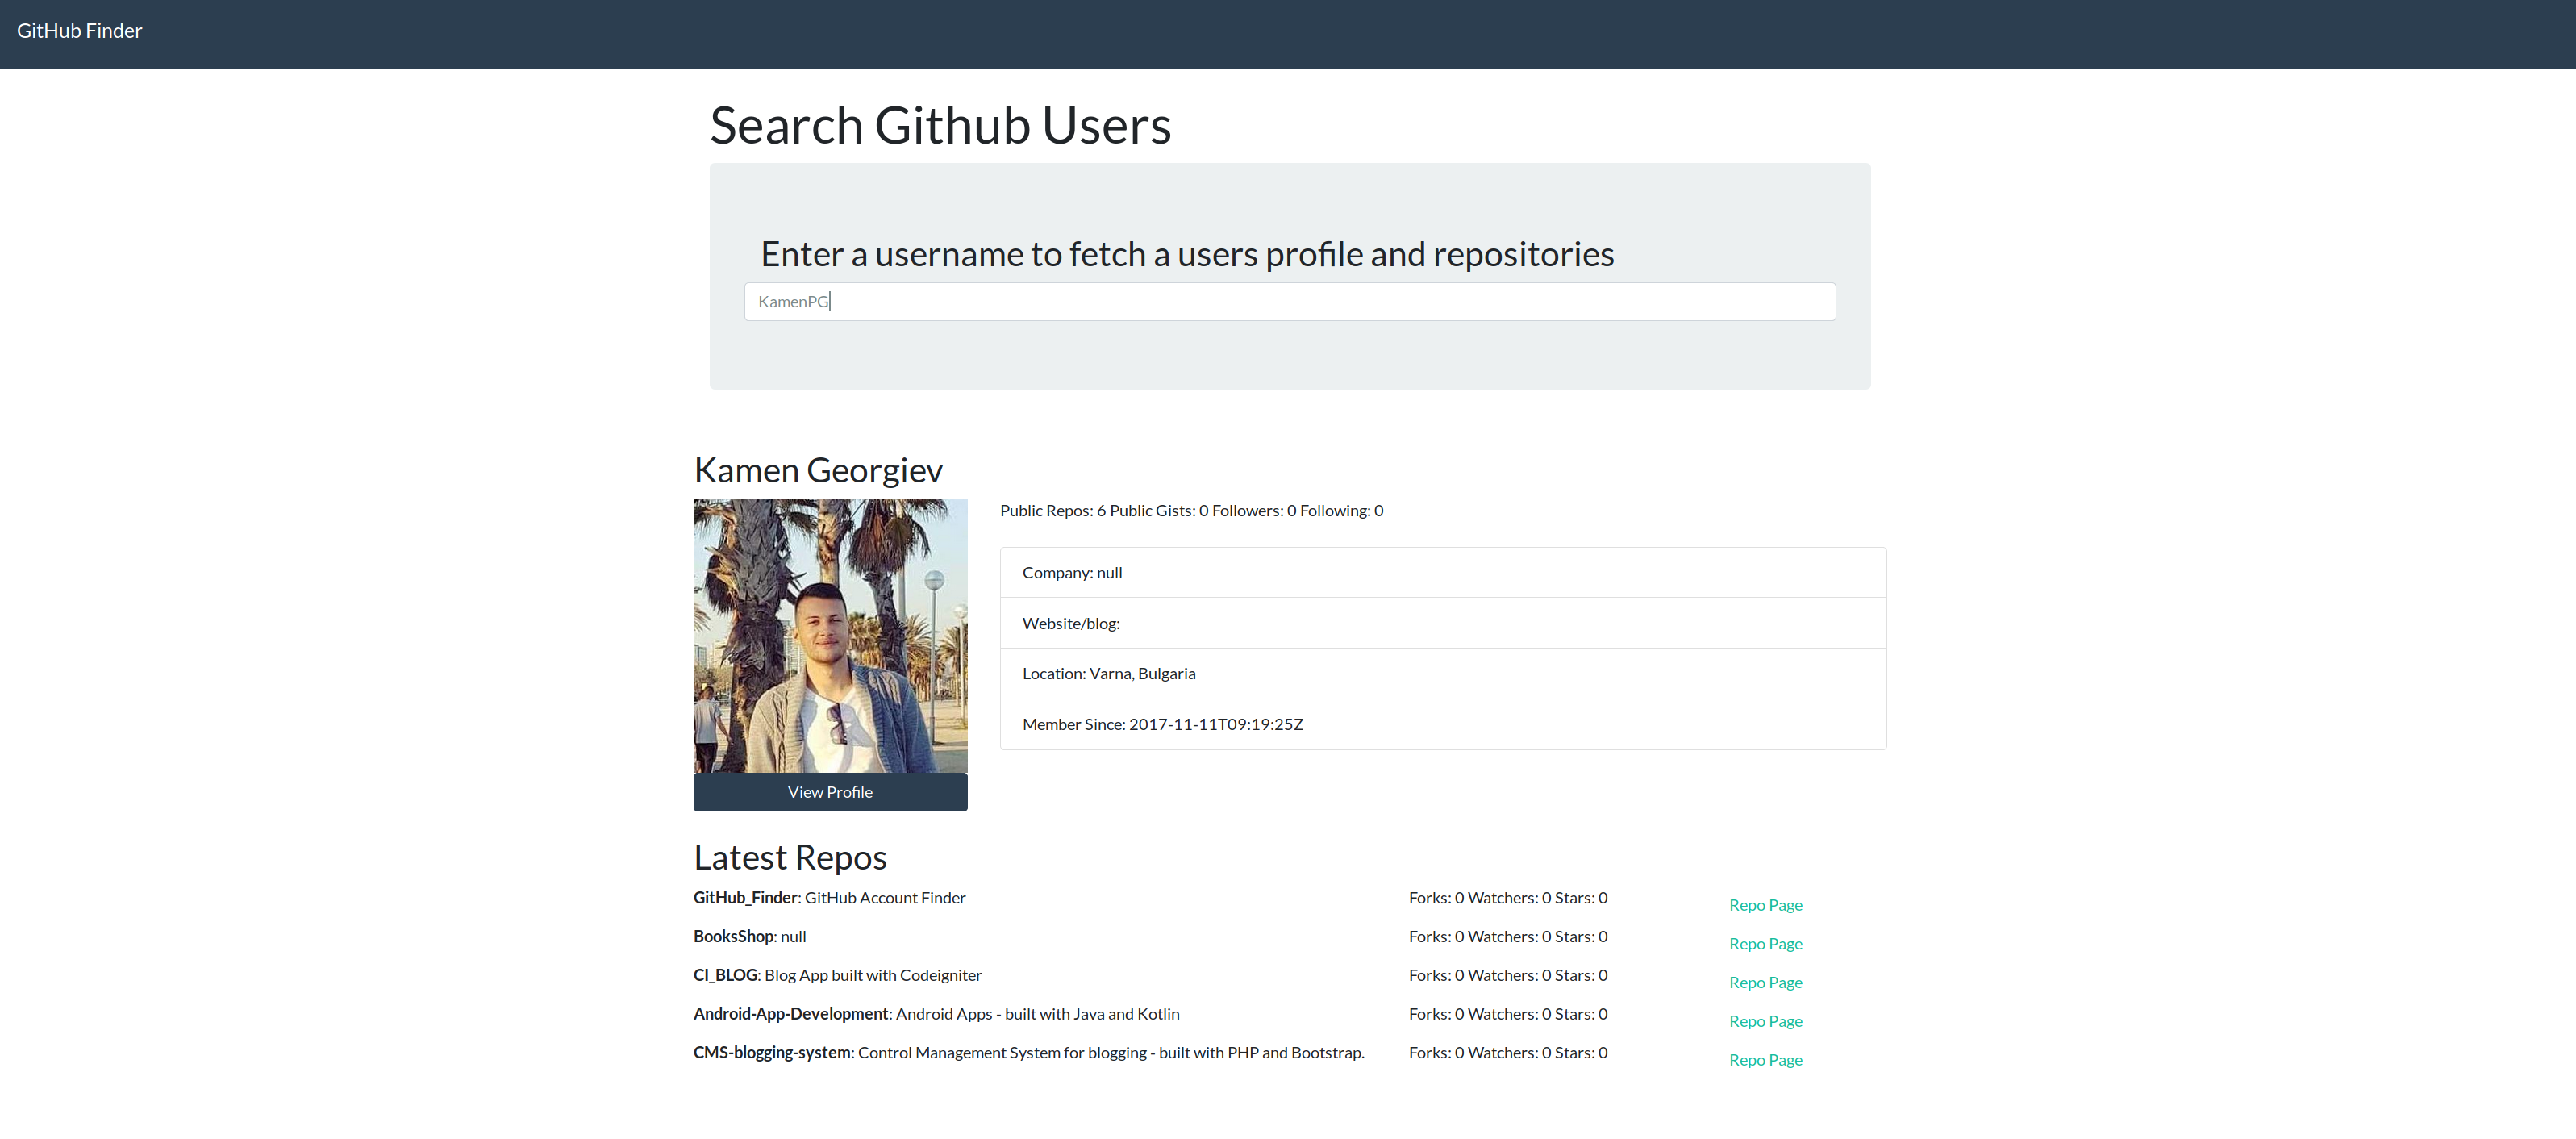 GitHub Finder
Search Github Users
Enter a username to fetch a users profile and repositories
KamenPG
Kamen Georgiev
Public Repos: 6 Public Gists: 0 Followers: 0 Following: 0
Company: null
Website/blog:
Location: Varna, Bulgaria
Member Since: 2017-11-11T09:19:25Z
View Profile
Latest Repos
GitHub_Finder: GitHub Account Finder Forks: 0 Watchers: 0 Stars: 0 Repo Page
BooksShop: null Forks: 0 Watchers: 0 Stars: 0 Repo Page
CI_BLOG: Blog App built with Codeigniter Forks: 0 Watchers: 0 Stars: 0 Repo Page
Android-App-Development: Android Apps - built with Java and Kotlin Forks: 0 Watchers: 0 Stars: 0 Repo Page
CMS-blogging-system: Control Management System for blogging - built with PHP and Bootstrap. Forks: 0 Watchers: 0 Stars: 0 Repo Page